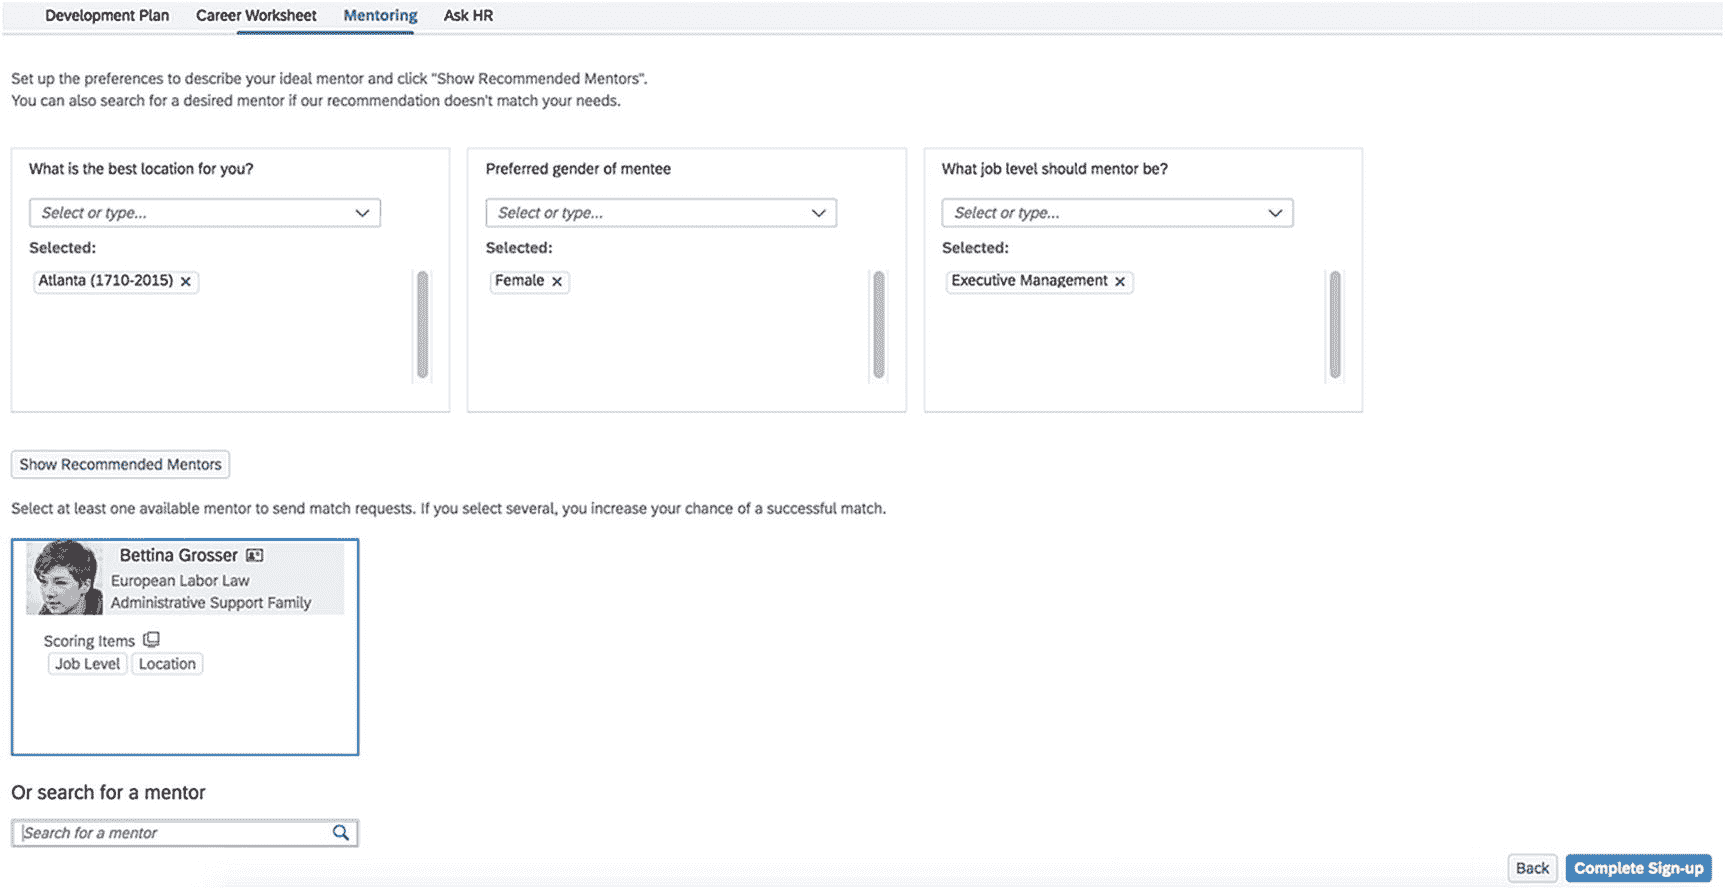 Development Plan Career Worksheet Mentoring Ask HR
Set up the preferences to describe your ideal mentor and click "Show Recommended Mentors".
You can also search for a desired mentor if our recommendation doesn't match your needs.
What is the best location for you?
Select or type...
Selected:
Atlanta (1710-2015) ×
Preferred gender of mentee
Select or type...
Selected:
Female ×
What job level should mentor be?
Select or type...
Selected:
Executive Management ×
Show Recommended Mentors
Select at least one available mentor to send match requests. If you select several, you increase your chance of a successful match.
Bettina Grosser
European Labor Law
Administrative Support Family
Scoring Items
Job Level Location
Or search for a mentor
Search for a mentor
Back Complete Sign-up